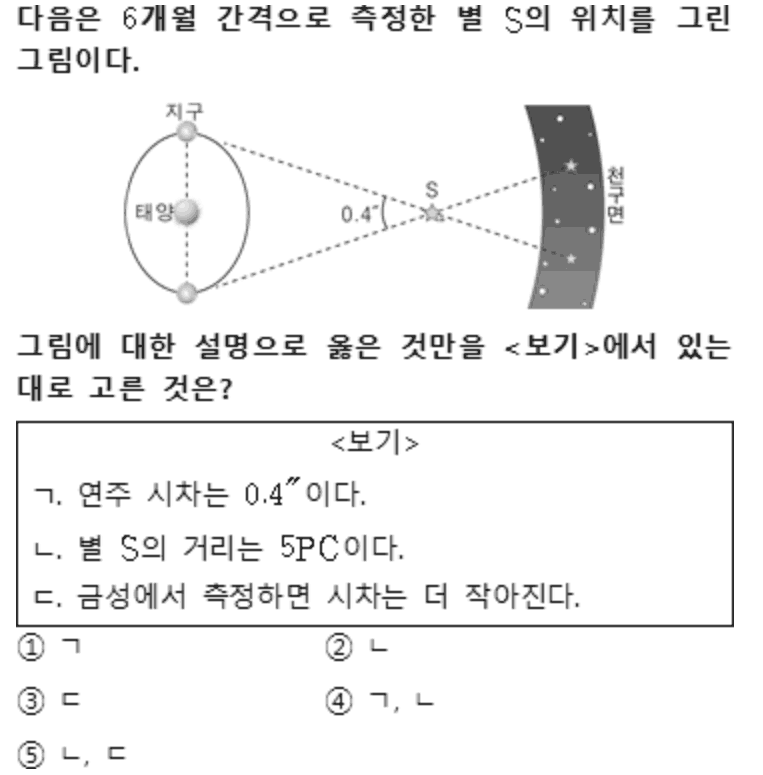 다음은 6개월 간격으로 측정한 별 S의 위치를 그린
그림이다.
지구
태양
0.4″
S
천구면
그림에 대한 설명으로 옳은 것만을 <보기>에서 있는
대로 고른 것은?
<보기>
ㄱ. 연주 시차는 0.4″이다.
ㄴ. 별 S의 거리는 5PC이다.
ㄷ. 금성에서 측정하면 시차는 더 작아진다.
① ㄱ ② ㄴ
③ ㄷ ④ ㄱ, ㄴ
⑤ ㄴ, ㄷ